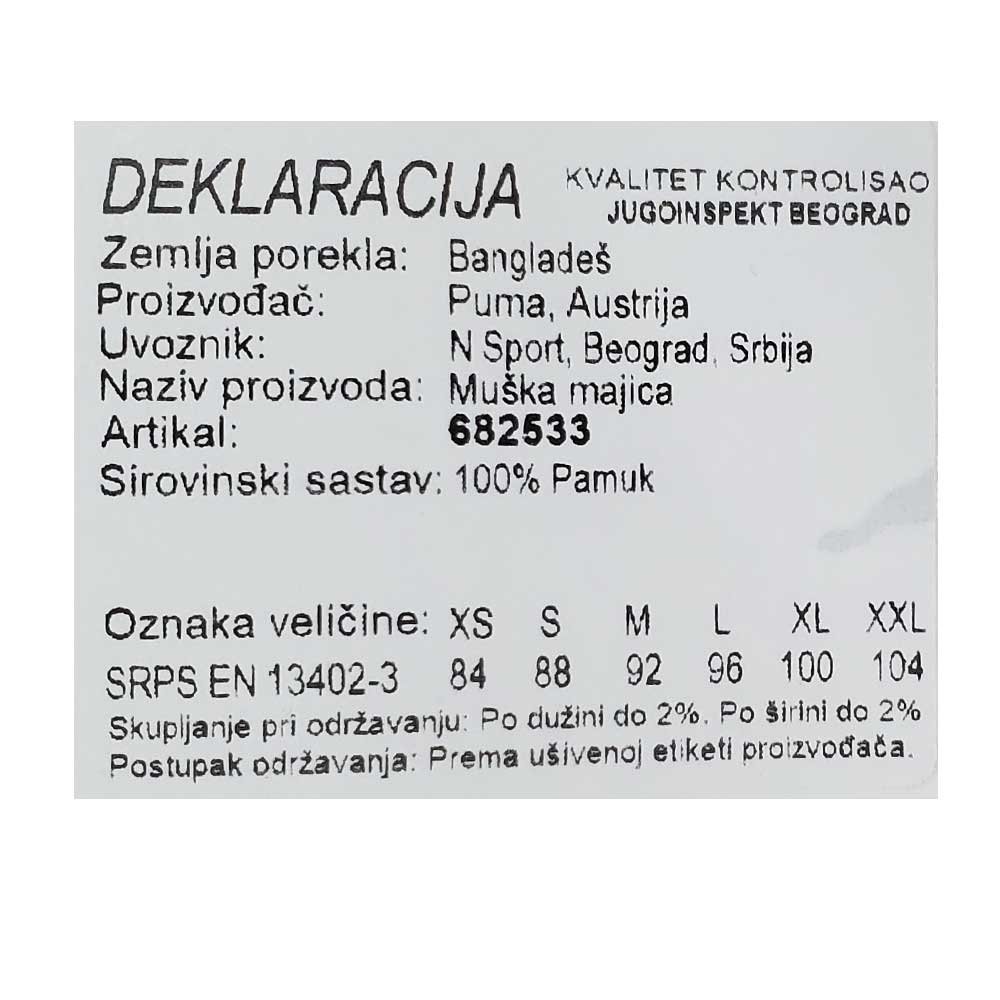 DEKLARACIJA
KVALITET KONTROLISAO
JUGOINSPEKT BEOGRAD
Zemlja porekla: Bangladeš
Proizvođač: Puma, Austrija
Uvoznik: N Sport, Beograd, Srbija
Naziv proizvoda: Muška majica
Artikal: 682533
Sirovinski sastav: 100% Pamuk
Oznaka veličine: XS S M L XL XXL
SRPS EN 13402-3 84 88 92 96 100 104
Skupljanje pri održavanju: Po dužini do 2%. Po širini do 2%
Postupak održavanja: Prema ušivenoj etiketi proizvođača.